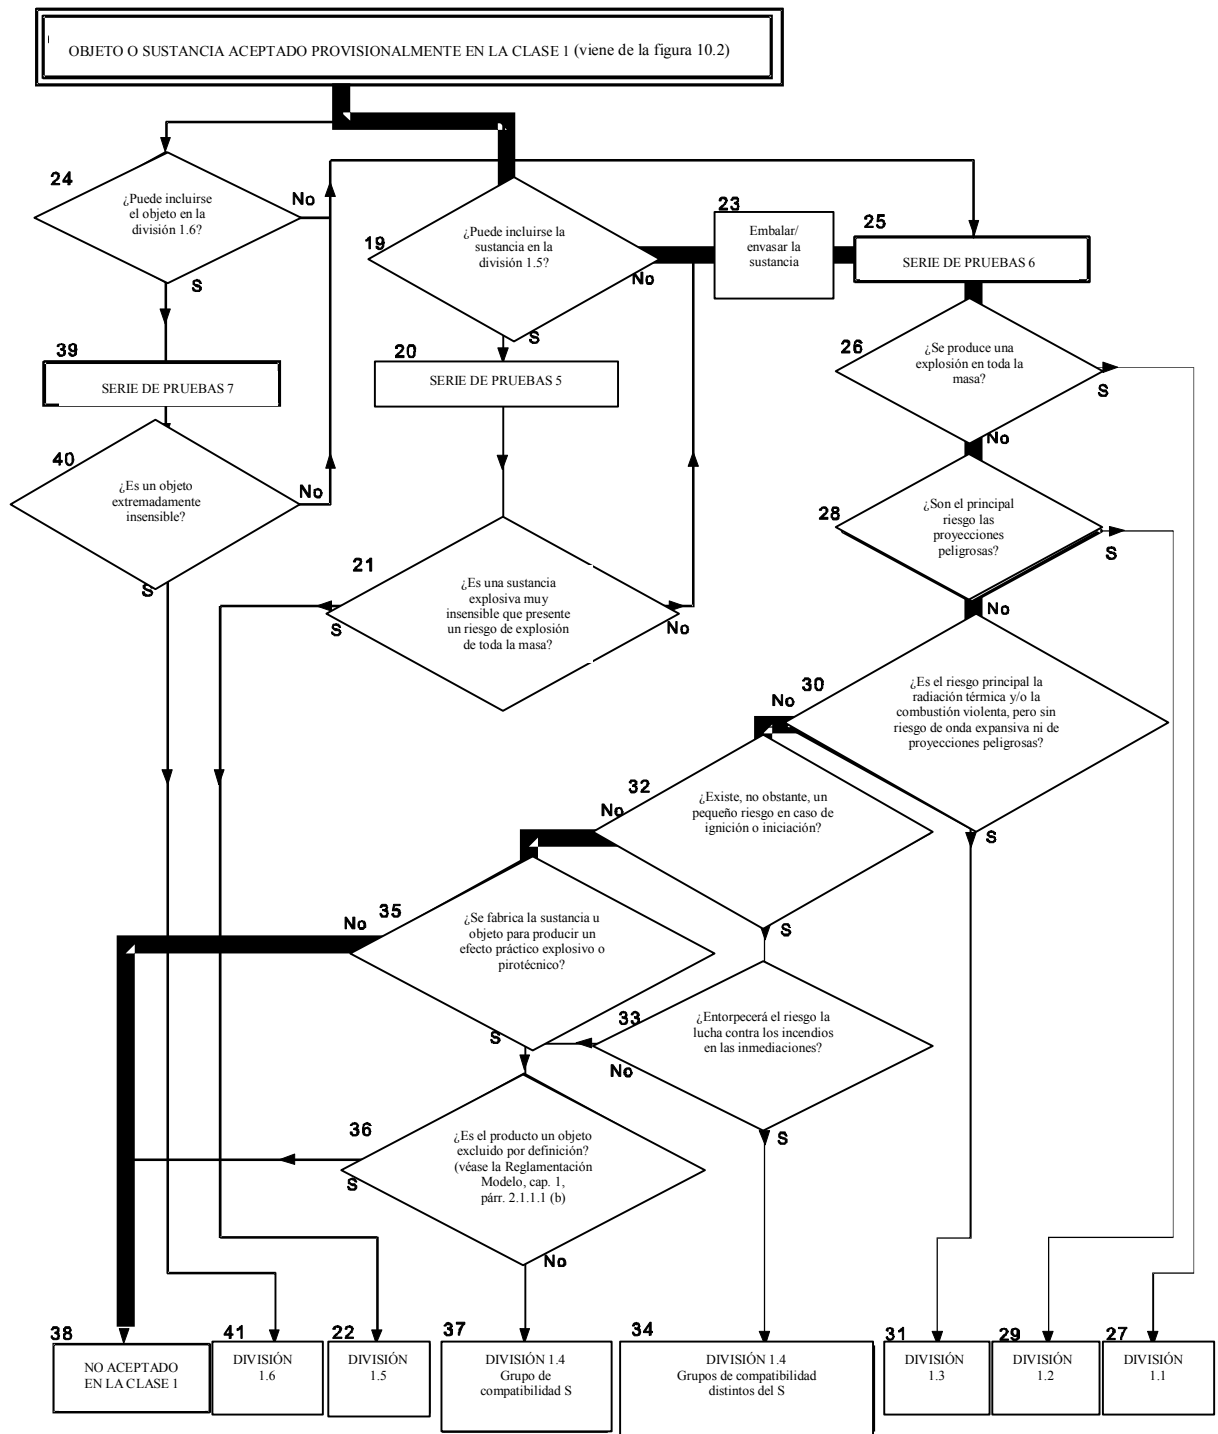 OBJETO O SUSTANCIA ACEPTADO PROVISIONALMENTE EN LA CLASE 1 (viene de la figura 10.2)
24
¿Puede incluirse
el objeto en la
división 1.6?
No
S
19
¿Puede incluirse la
sustancia en la
división 1.5?
No
S
23
Embalar/
envasar la
sustancia
25
SERIE DE PRUEBAS 6
39
SERIE DE PRUEBAS 7
20
SERIE DE PRUEBAS 5
26
¿Se produce una
explosión en toda la
masa?
S
No
40
¿Es un objeto
extremadamente
insensible?
No
S
28
¿Son el principal
riesgo las
proyecciones
peligrosas?
S
No
21
¿Es una sustancia
explosiva muy
insensible que presente
un riesgo de explosión
de toda la masa?
S
No
30
¿Es el riesgo principal la
radiación térmica y/o la
combustión violenta, pero sin
riesgo de onda expansiva ni de
proyecciones peligrosas?
No
S
32
¿Existe, no obstante, un
pequeño riesgo en caso de
ignición o iniciación?
No
S
35
¿Se fabrica la sustancia u
objeto para producir un
efecto práctico explosivo o
pirotécnico?
No
S
33
¿Entorpecerá el riesgo la
lucha contra los incendios
en las inmediaciones?
No
S
36
¿Es el producto un objeto
excluido por definición?
(véase la Reglamentación
Modelo, cap. 1,
párr. 2.1.1.1 (b)
S
No
38
NO ACEPTADO
EN LA CLASE 1
41
DIVISIÓN
1.6
22
DIVISIÓN
1.5
37
DIVISIÓN 1.4
Grupo de
compatibilidad S
34
DIVISIÓN 1.4
Grupos de compatibilidad
distintos del S
31
DIVISIÓN
1.3
29
DIVISIÓN
1.2
27
DIVISIÓN
1.1